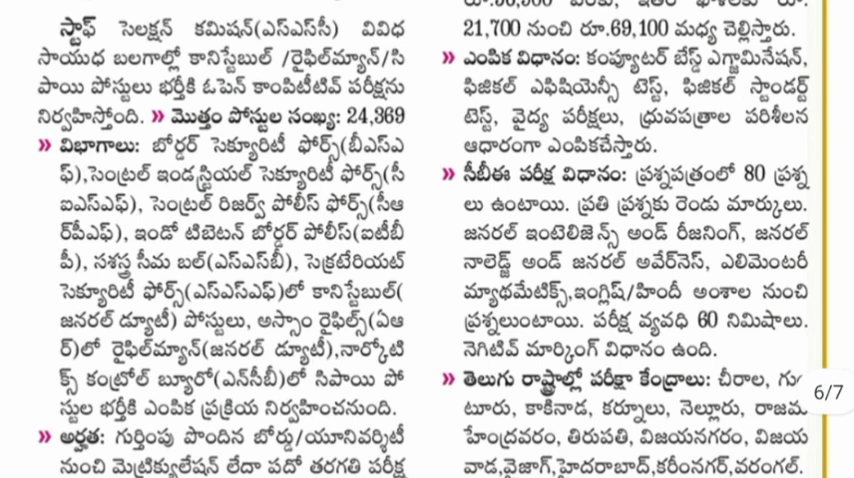 స్టాఫ్ సెలక్షన్ కమిషన్(ఎస్ఎస్సీ) వివిధ
సాయుధ బలగాల్లో కానిస్టేబుల్ /రైఫిల్‌మ్యాన్/సి
పాయి పోస్టులు భర్తీకి ఓపెన్ కాంపిటీటివ్ పరీక్షను
నిర్వహిస్తోంది. » మొత్తం పోస్టుల సంఖ్య: 24,369
» విభాగాలు: బోర్డర్ సెక్యూరిటీ ఫోర్స్(బీఎస్ఎ
ఫ్),సెంట్రల్ ఇండస్ట్రియల్ సెక్యూరిటీ ఫోర్స్(సీ
ఐఎస్ఎఫ్), సెంట్రల్ రిజర్వ్ పోలీస్ ఫోర్స్(సీఆ
ర్‌పీఎఫ్), ఇండో టిబెటన్ బోర్డర్ పోలీస్(ఐటీబీ
పీ), సశస్త్ర సీమ బల్(ఎస్ఎస్‌బీ), సెక్రటేరియట్
సెక్యూరిటీ ఫోర్స్(ఎస్ఎస్ఎఫ్)లో కానిస్టేబుల్(
జనరల్ డ్యూటీ) పోస్టులు, అస్సాం రైఫిల్స్(ఏఆ
ర్)లో రైఫిల్‌మ్యాన్(జనరల్ డ్యూటీ),నార్కోటి
క్స్ కంట్రోల్ బ్యూరో(ఎన్‌సీబీ)లో సిపాయి పో
స్టుల భర్తీకి ఎంపిక ప్రక్రియ నిర్వహించనుంది.
» అర్హత: గుర్తింపు పొందిన బోర్డు/యూనివర్శిటీ
నుంచి మెట్రిక్యులేషన్ లేదా పదో తరగతి పరీక్ష
21,700 నుంచి రూ.69,100 మధ్య చెల్లిస్తారు.
» ఎంపిక విధానం: కంప్యూటర్ బేస్డ్ ఎగ్జామినేషన్,
ఫిజికల్ ఎఫిషియెన్సీ టెస్ట్, ఫిజికల్ స్టాండర్డ్
టెస్ట్, వైద్య పరీక్షలు, ధ్రువపత్రాల పరిశీలన
ఆధారంగా ఎంపికచేస్తారు.
» సీబీఈ పరీక్ష విధానం: ప్రశ్నపత్రంలో 80 ప్రశ్న
లు ఉంటాయి. ప్రతి ప్రశ్నకు రెండు మార్కులు.
జనరల్ ఇంటెలిజెన్స్ అండ్ రీజనింగ్, జనరల్
నాలెడ్జ్ అండ్ జనరల్ అవేర్‌నెస్, ఎలిమెంటరీ
మ్యాథమేటిక్స్,ఇంగ్లిష్/హిందీ అంశాల నుంచి
ప్రశ్నలుంటాయి. పరీక్ష వ్యవధి 60 నిమిషాలు.
నెగిటివ్ మార్కింగ్ విధానం ఉంది.
» తెలుగు రాష్ట్రాల్లో పరీక్షా కేంద్రాలు: చీరాల, గుం
టూరు, కాకినాడ, కర్నూలు, నెల్లూరు, రాజమ
హేంద్రవరం, తిరుపతి, విజయనగరం, విజయ
వాడ,వైజాగ్,హైదరాబాద్,కరీంనగర్,వరంగల్.
6/7